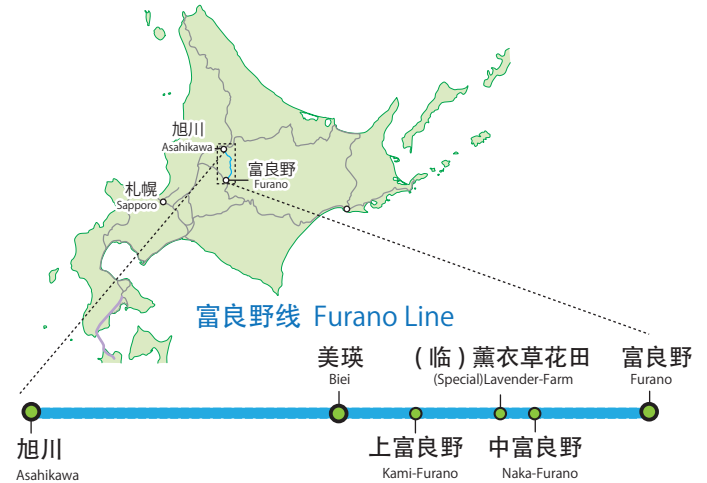 旭川
Asahikawa
富良野
Furano
札幌
Sapporo
富良野线 Furano Line
美瑛
Biei
(临)薰衣草花田
(Special)Lavender-Farm
富良野
Furano
旭川
Asahikawa
上富良野
Kami-Furano
中富良野
Naka-Furano